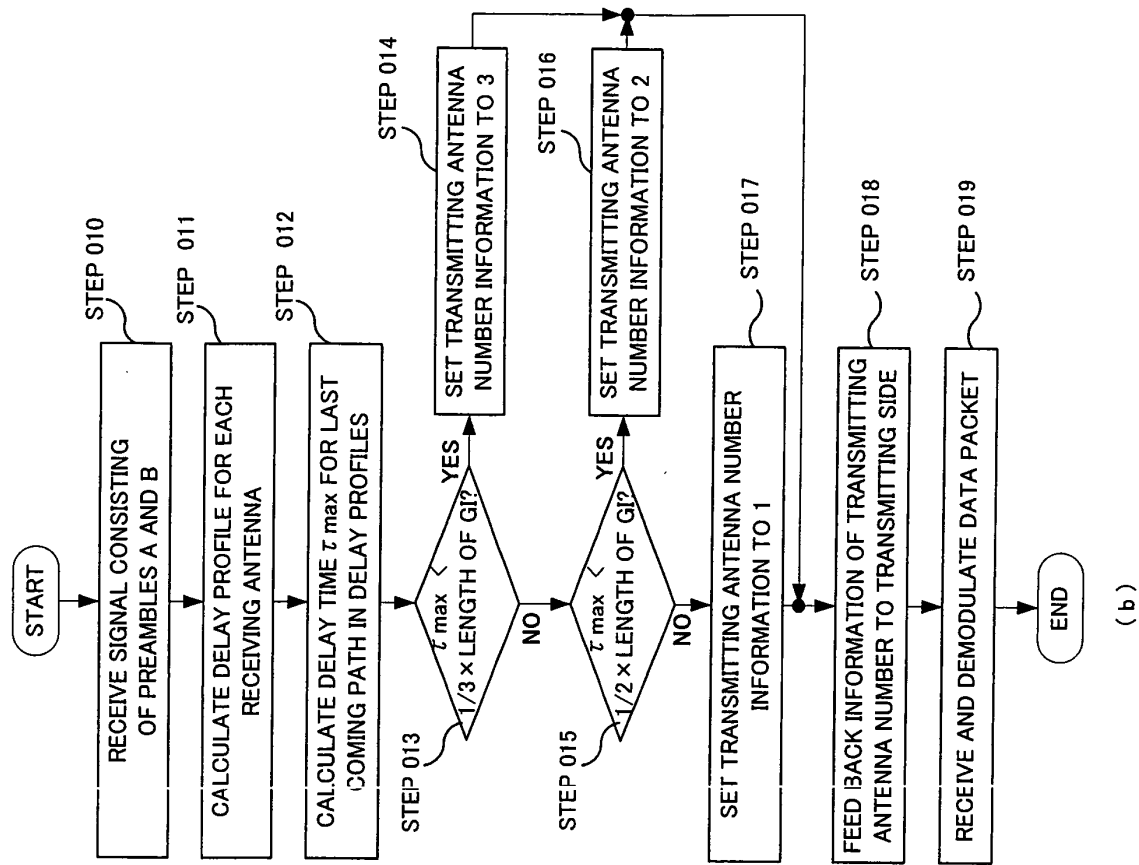 START
STEP 010
RECEIVE SIGNAL CONSISTING
OF PREAMBLES A AND B
STEP 011
CALCULATE DELAY PROFILE FOR EACH
RECEIVING ANTENNA
STEP 012
CALCULATE DELAY TIME τ max FOR LAST
COMING PATH IN DELAY PROFILES
STEP 013
τ max <
1/3 × LENGTH OF GI?
YES
NO
STEP 014
SET TRANSMITTING ANTENNA
NUMBER INFORMATION TO 3
STEP 015
τ max <
1/2 × LENGTH OF GI?
YES
NO
STEP 016
SET TRANSMITTING ANTENNA
NUMBER INFORMATION TO 2
STEP 017
SET TRANSMITTING ANTENNA NUMBER
INFORMATION TO 1
STEP 018
FEED BACK INFORMATION OF TRANSMITTING
ANTENNA NUMBER TO TRANSMITTING SIDE
STEP 019
RECEIVE AND DEMODULATE DATA PACKET
END
(b)